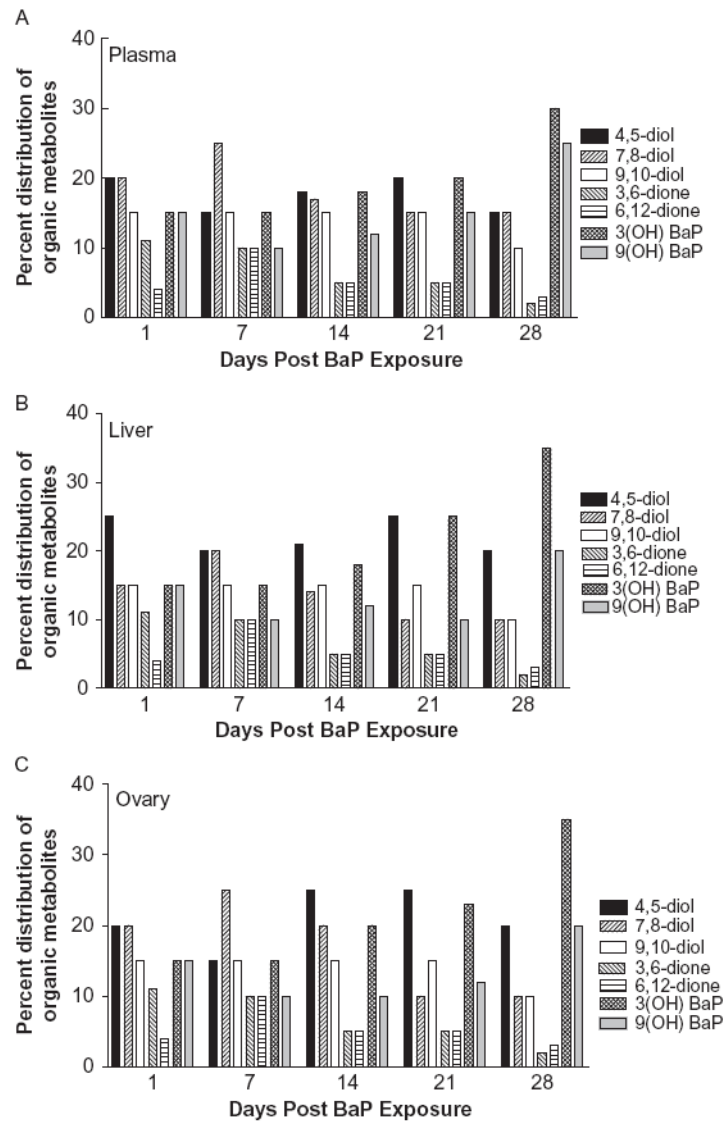 A
Plasma
Percent distribution of
organic metabolites
40
30
20
10
0
1 7 14 21 28
Days Post BaP Exposure
4,5-diol
7,8-diol
9,10-diol
3,6-dione
6,12-dione
3(OH) BaP
9(OH) BaP
B
Liver
Percent distribution of
organic metabolites
40
30
20
10
0
1 7 14 21 28
Days Post BaP Exposure
4,5-diol
7,8-diol
9,10-diol
3,6-dione
6,12-dione
3(OH) BaP
9(OH) BaP
C
Ovary
Percent distribution of
organic metabolites
40
30
20
10
0
1 7 14 21 28
Days Post BaP Exposure
4,5-diol
7,8-diol
9,10-diol
3,6-dione
6,12-dione
3(OH) BaP
9(OH) BaP